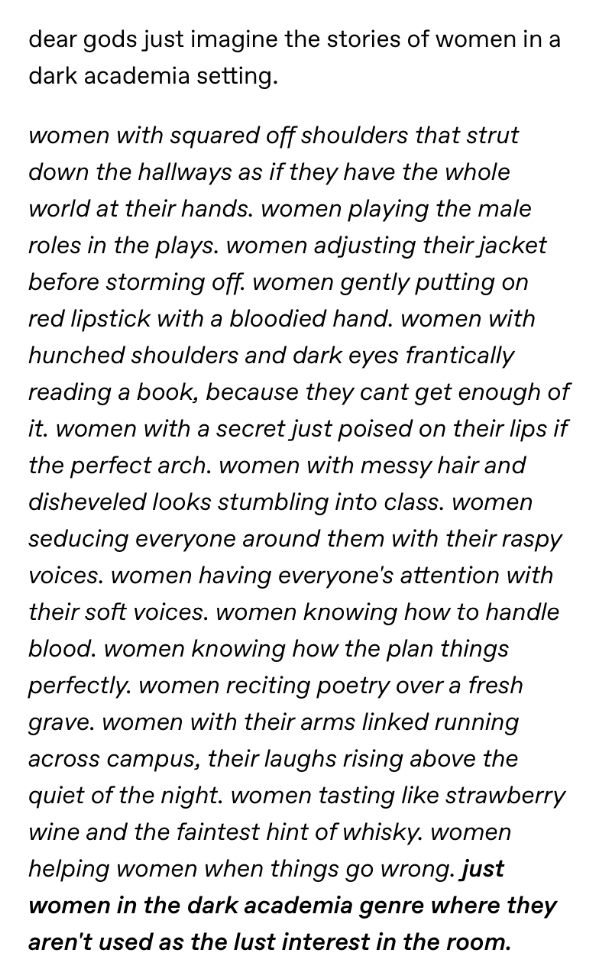 dear gods just imagine the stories of women in a
dark academia setting.
women with squared off shoulders that strut
down the hallways as if they have the whole
world at their hands. women playing the male
roles in the plays. women adjusting their jacket
before storming off. women gently putting on
red lipstick with a bloodied hand. women with
hunched shoulders and dark eyes frantically
reading a book, because they cant get enough of
it. women with a secret just poised on their lips if
the perfect arch. women with messy hair and
disheveled looks stumbling into class. women
seducing everyone around them with their raspy
voices. women having everyone's attention with
their soft voices. women knowing how to handle
blood. women knowing how the plan things
perfectly. women reciting poetry over a fresh
grave. women with their arms linked running
across campus, their laughs rising above the
quiet of the night. women tasting like strawberry
wine and the faintest hint of whisky. women
helping women when things go wrong. just
women in the dark academia genre where they
aren't used as the lust interest in the room.